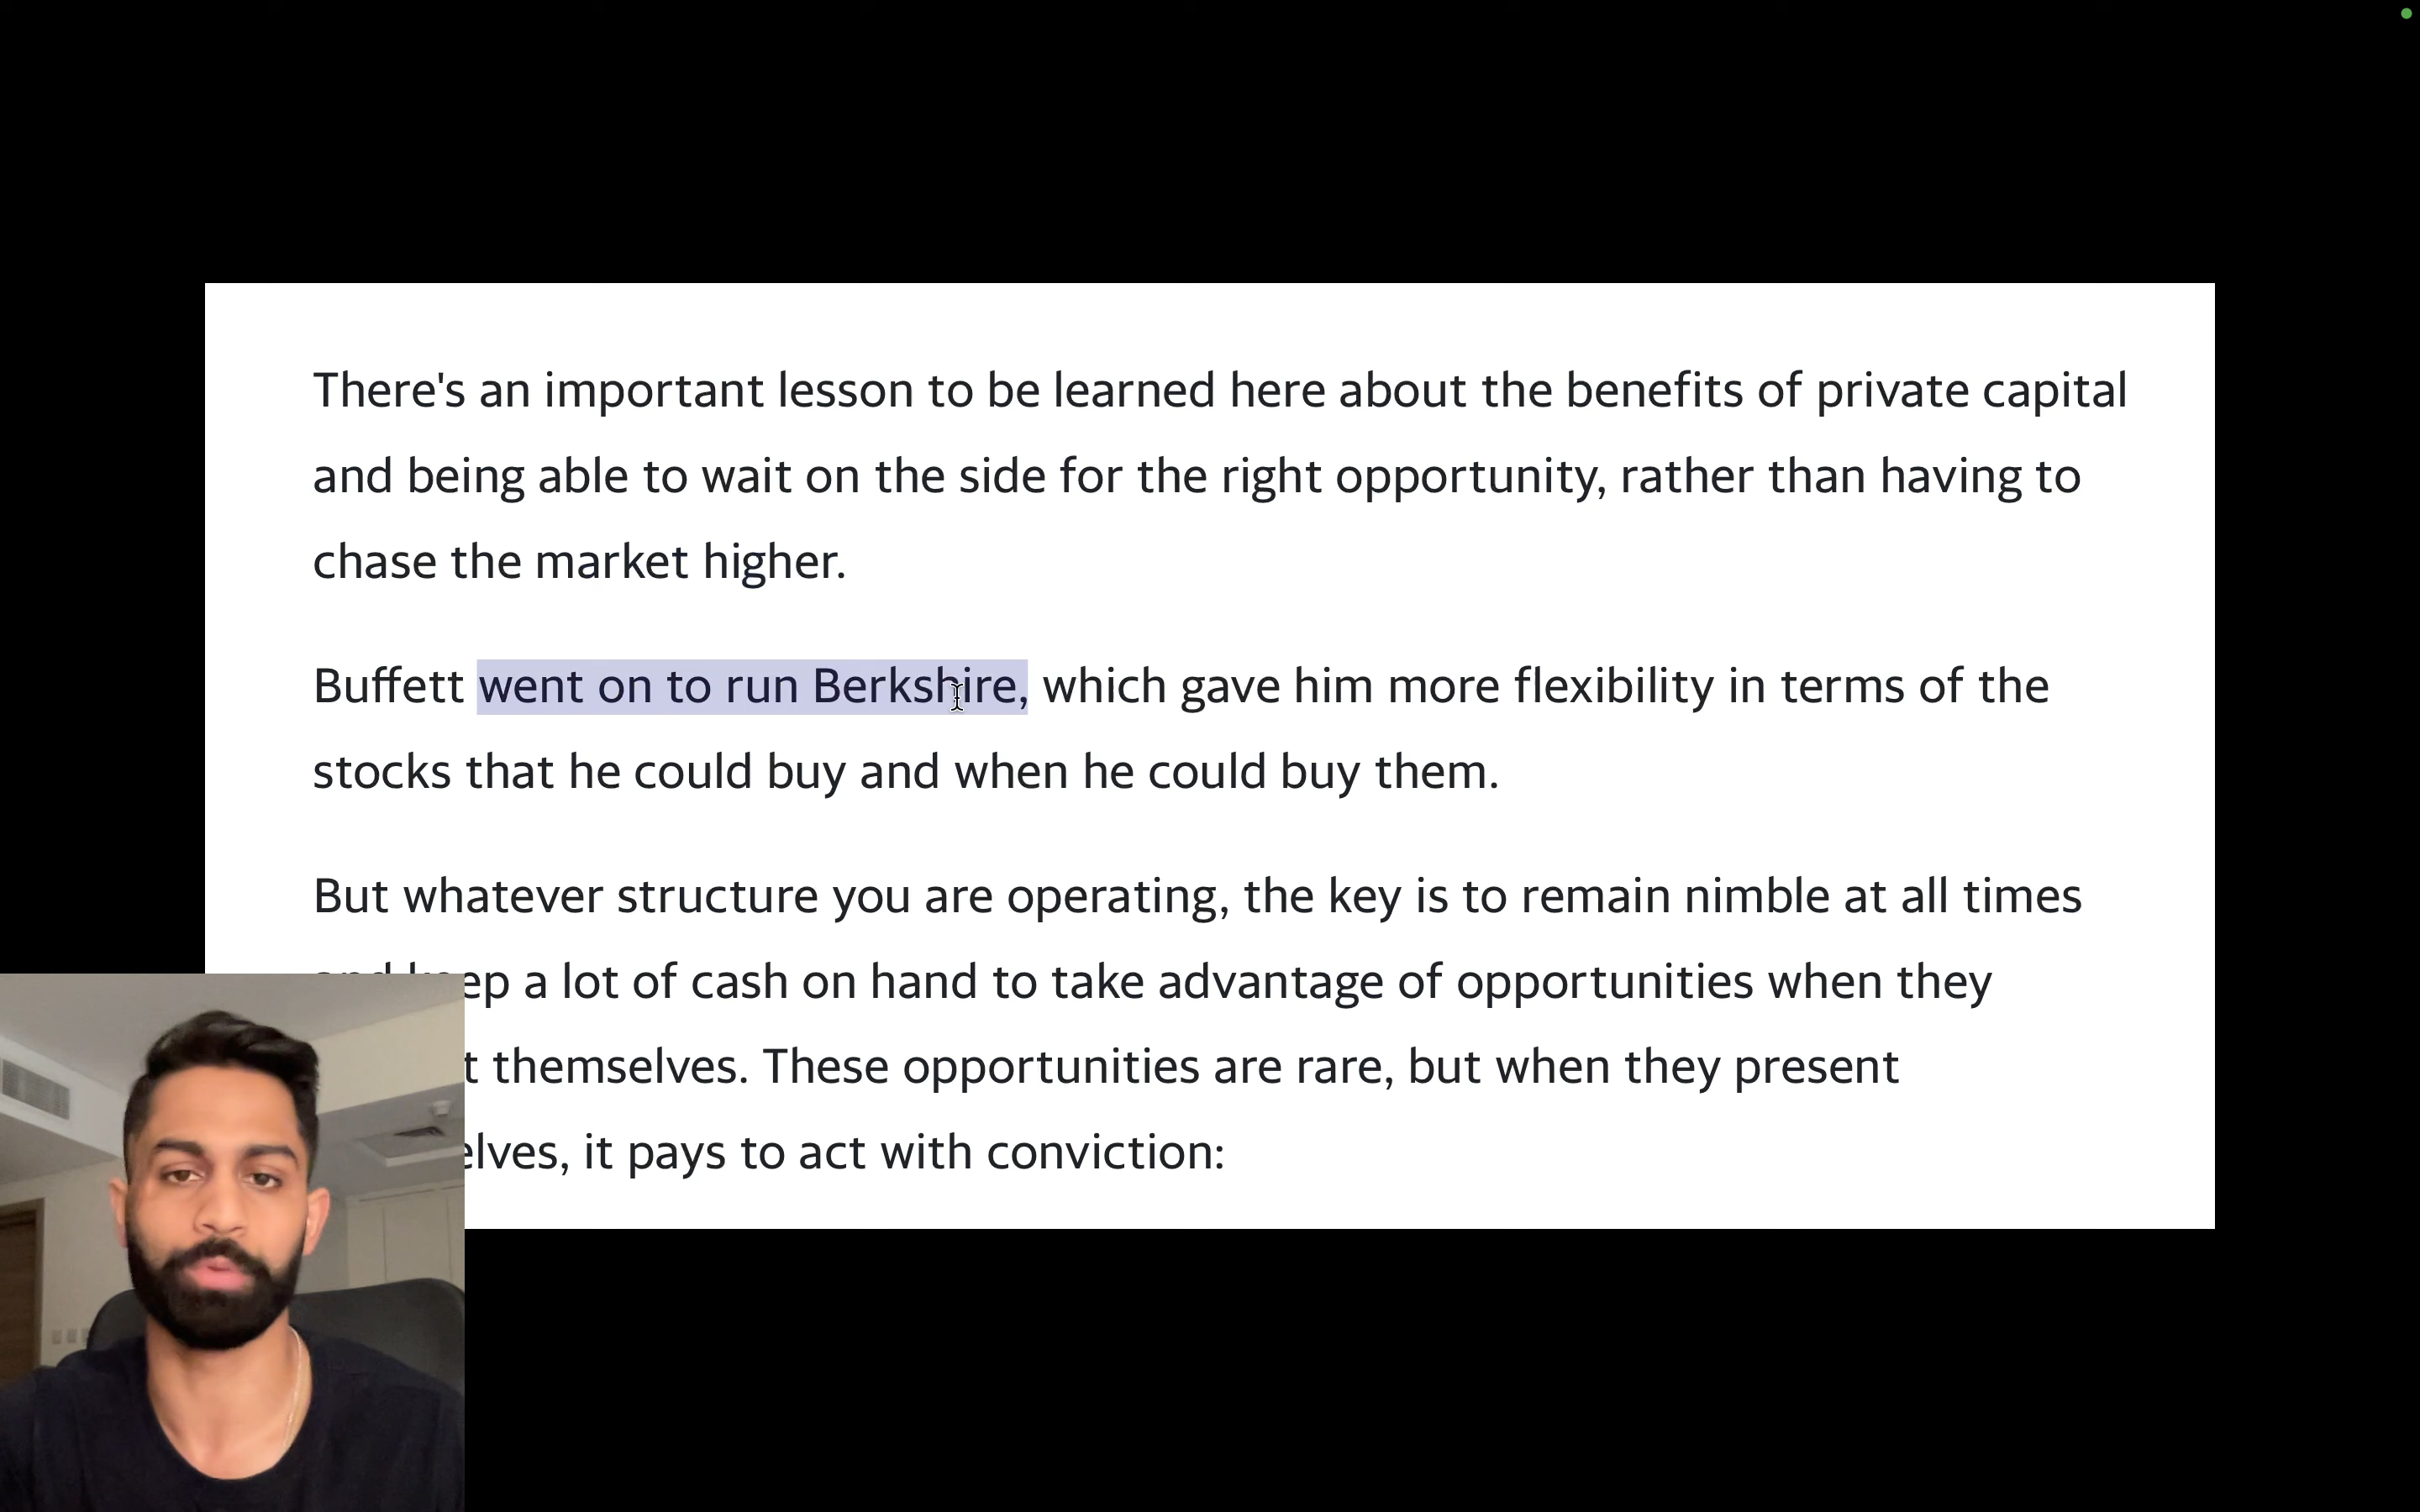 There's an important lesson to be learned here about the benefits of private capital
and being able to wait on the side for the right opportunity, rather than having to
chase the market higher.
Buffett went on to run Berkshire, which gave him more flexibility in terms of the
stocks that he could buy and when he could buy them.
But whatever structure you are operating, the key is to remain nimble at all times
a lot of cash on hand to take advantage of opportunities when they
themselves. These opportunities are rare, but when they present
it pays to act with conviction: